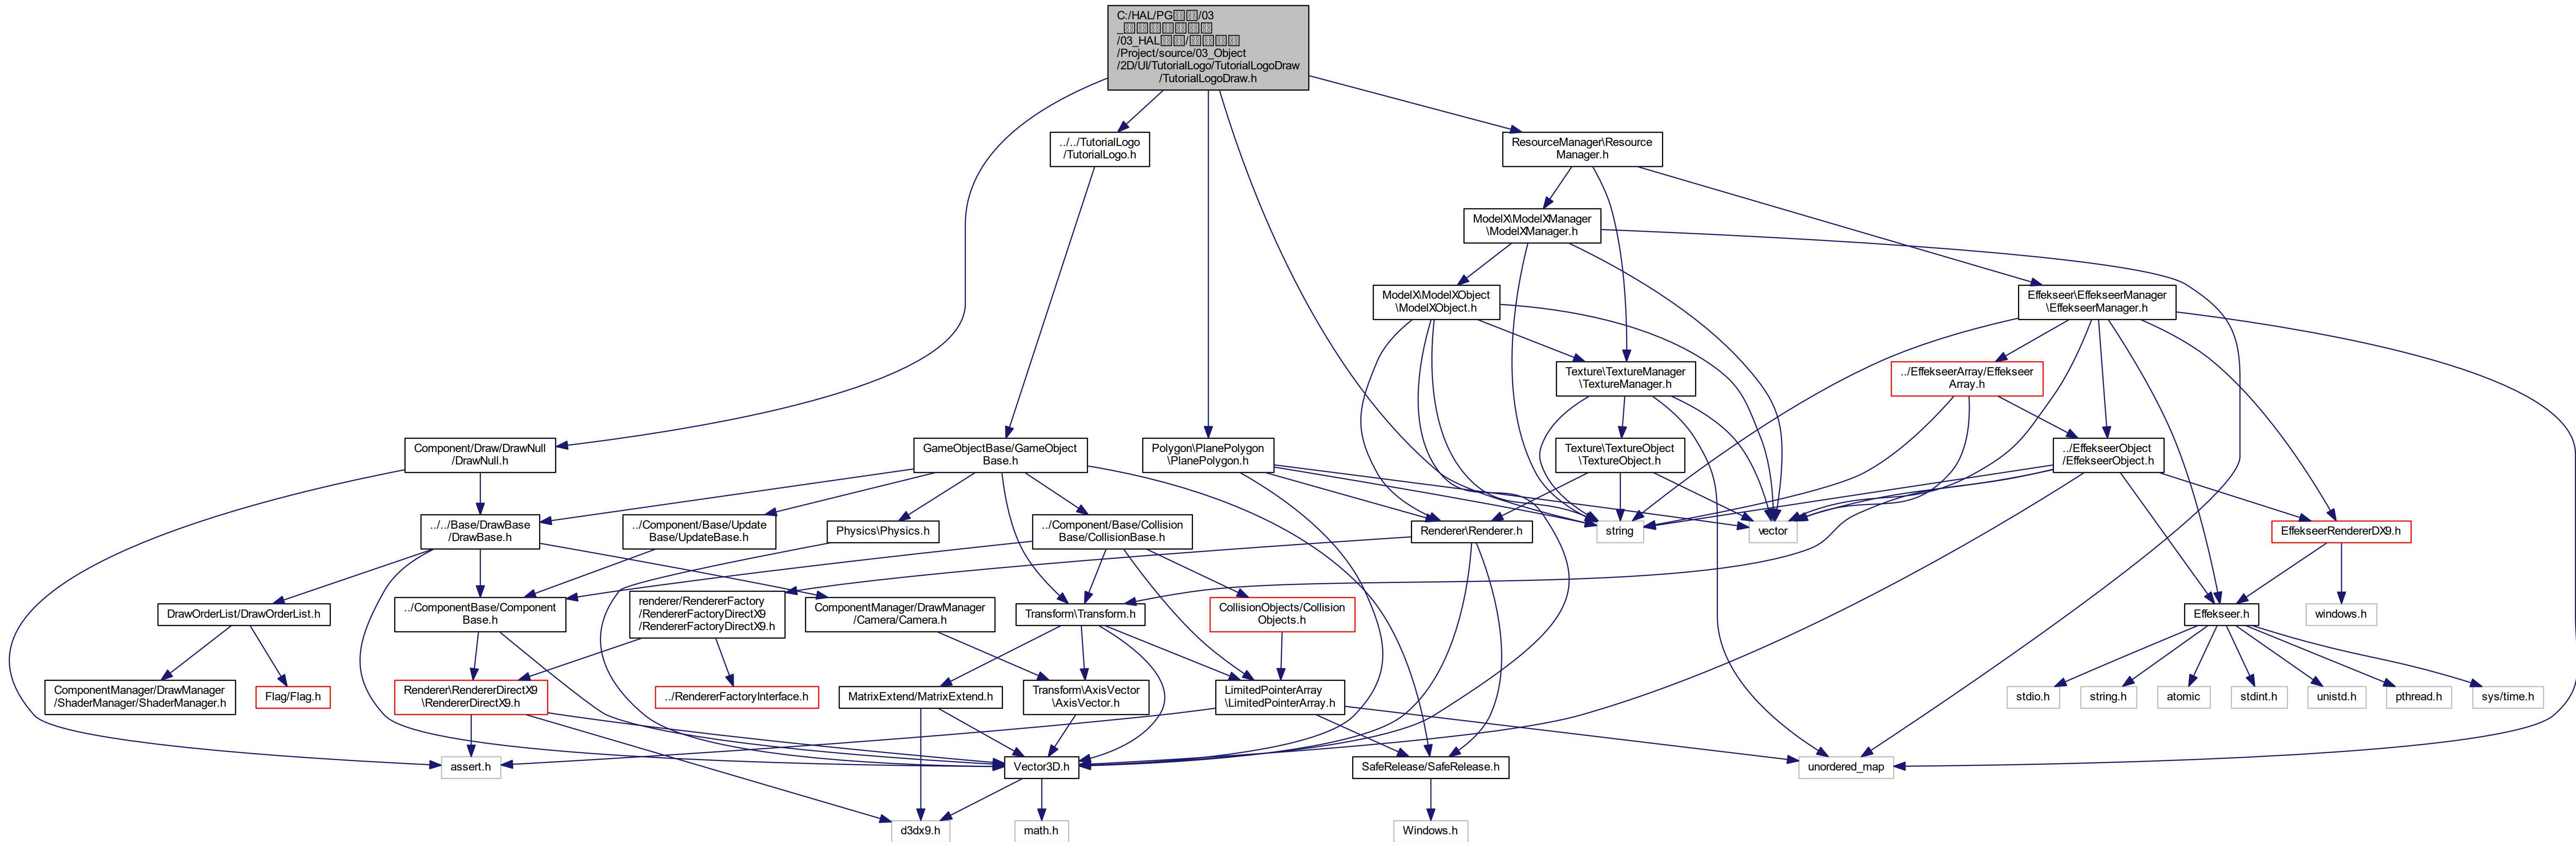 C:/HAL/PG/03
_
/03_HAL/
/Project/source/03_Object
/2D/UI/TutorialLogo/TutorialLogoDraw
/TutorialLogoDraw.h
../../TutorialLogo
/TutorialLogo.h
ResourceManager\Resource
Manager.h
ModelX\ModelXManager
\ModelXManager.h
ModelX\ModelXObject
\ModelXObject.h
Effekseer\EffekseerManager
\EffekseerManager.h
Texture\TextureManager
\TextureManager.h
../EffekseerArray/Effekseer
Array.h
Component/Draw/DrawNull
/DrawNull.h
GameObjectBase/GameObject
Base.h
Polygon\PlanePolygon
\PlanePolygon.h
Texture\TextureObject
\TextureObject.h
../EffekseerObject
/EffekseerObject.h
../../Base/DrawBase
/DrawBase.h
../Component/Base/Update
Base/UpdateBase.h
Physics\Physics.h
../Component/Base/Collision
Base/CollisionBase.h
Renderer\Renderer.h
string
vector
EffekseerRendererDX9.h
DrawOrderList/DrawOrderList.h
../ComponentBase/Component
Base.h
renderer/RendererFactory
/RendererFactoryDirectX9
/RendererFactoryDirectX9.h
ComponentManager/DrawManager
/Camera/Camera.h
Transform\Transform.h
CollisionObjects/Collision
Objects.h
Effekseer.h
windows.h
ComponentManager/DrawManager
/ShaderManager/ShaderManager.h
Flag/Flag.h
Renderer\RendererDirectX9
\RendererDirectX9.h
../RendererFactoryInterface.h
MatrixExtend/MatrixExtend.h
Transform\AxisVector
\AxisVector.h
LimitedPointerArray
\LimitedPointerArray.h
stdio.h
string.h
atomic
stdint.h
unistd.h
pthread.h
sys/time.h
assert.h
Vector3D.h
SafeRelease/SafeRelease.h
unordered_map
d3dx9.h
math.h
Windows.h